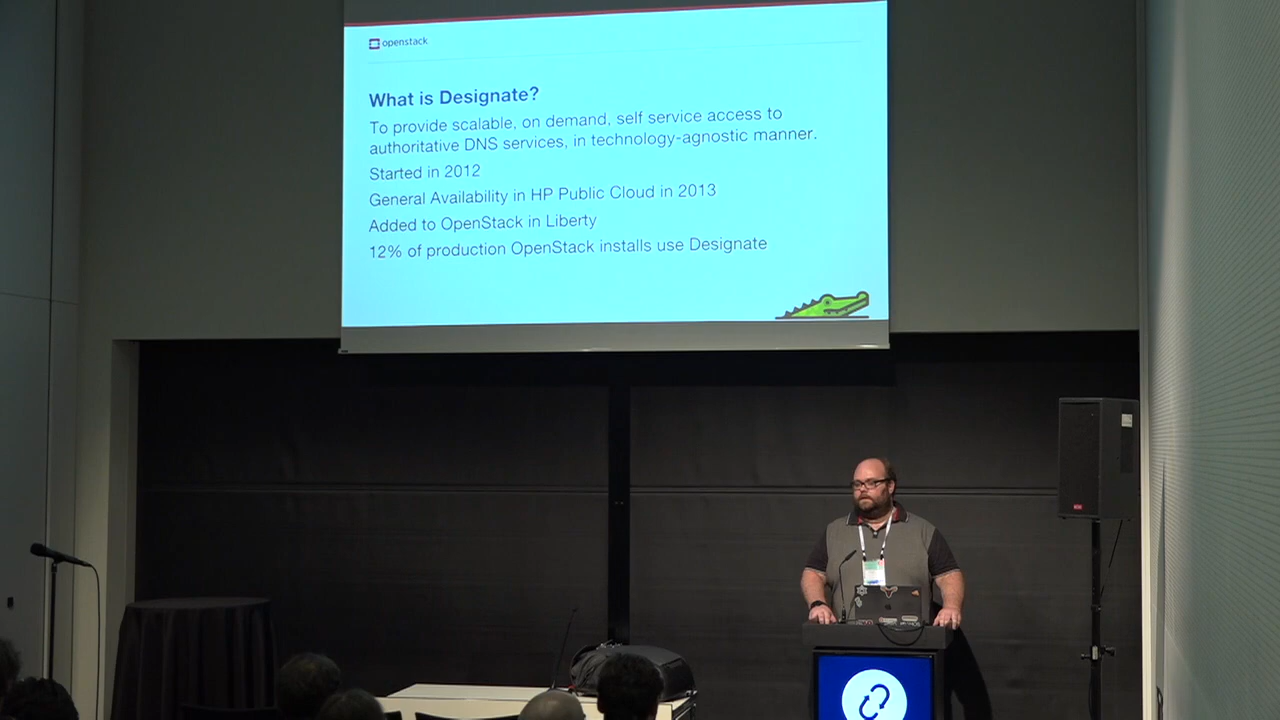 openstack
What is Designate?
To provide scalable, on demand, self service access to
authoritative DNS services, in technology-agnostic manner.
Started in 2012
General Availability in HP Public Cloud in 2013
Added to OpenStack in Liberty
12% of production OpenStack installs use Designate